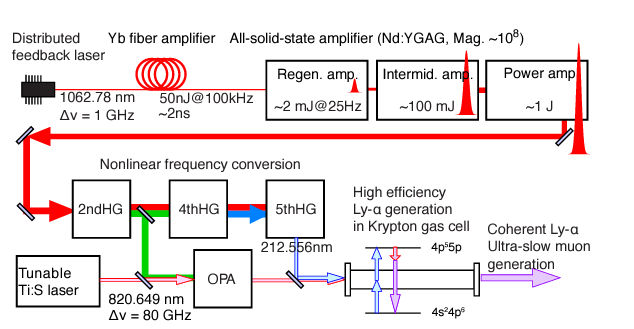 Distributed
feedback laser
Yb fiber amplifier
All-solid-state amplifier (Nd:YGAG, Mag. ~10⁸)
1062.78 nm
Δν = 1 GHz
50nJ@100kHz
~2ns
Regen. amp.
~2 mJ@25Hz
Intermid. amp.
~100 mJ
Power amp.
~1 J
Nonlinear frequency conversion
2ndHG
4thHG
5thHG
212.556nm
High efficiency
Ly-α generation
in Krypton gas cell
4p⁵5p
4s²4p⁶
Coherent Ly-α
Ultra-slow muon
generation
Tunable
Ti:S laser
820.649 nm
Δν = 80 GHz
OPA